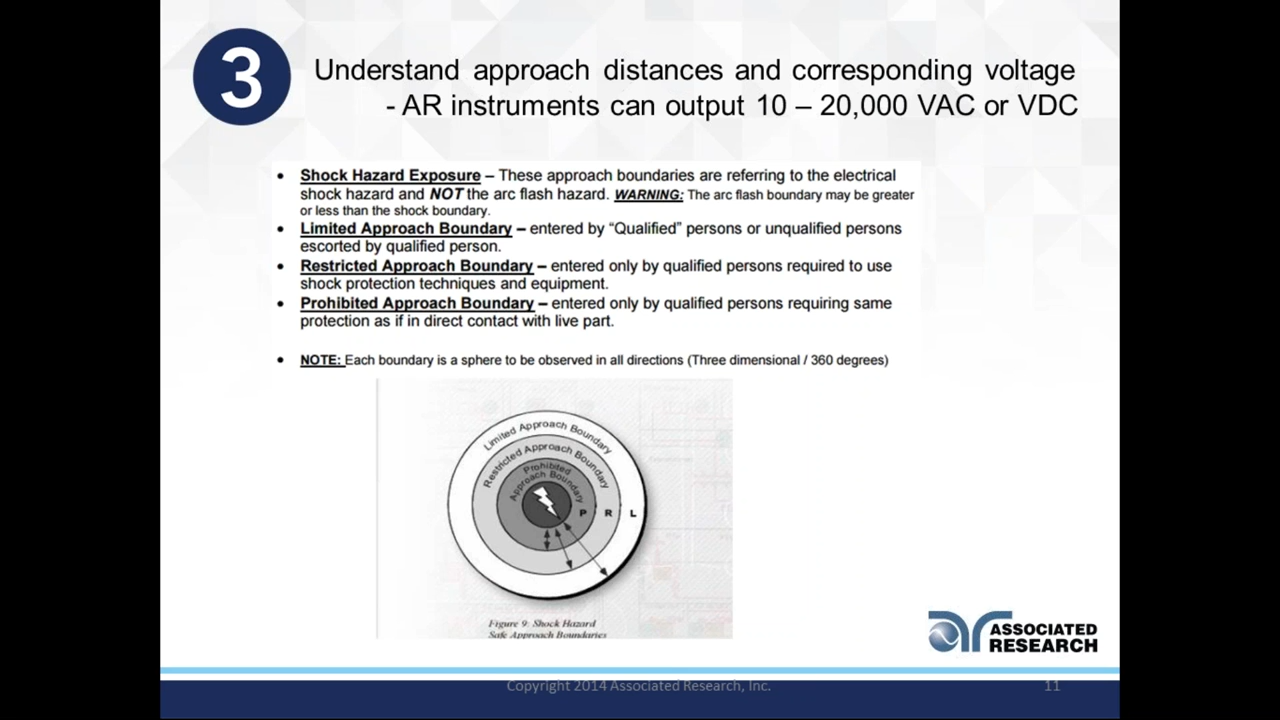 3
Understand approach distances and corresponding voltage
- AR instruments can output 10 – 20,000 VAC or VDC
• Shock Hazard Exposure – These approach boundaries are referring to the electrical
shock hazard and NOT the arc flash hazard. WARNING: The arc flash boundary may be greater
or less than the shock boundary.
• Limited Approach Boundary – entered by “Qualified” persons or unqualified persons
escorted by qualified person.
• Restricted Approach Boundary – entered only by qualified persons required to use
shock protection techniques and equipment.
• Prohibited Approach Boundary – entered only by qualified persons requiring same
protection as if in direct contact with live part.
• NOTE: Each boundary is a sphere to be observed in all directions (Three dimensional / 360 degrees)
Limited Approach Boundary
Restricted Approach Boundary
Prohibited
Approach Boundary
P R L
Figure 9: Shock Hazard
Safe Approach Boundaries
ar ASSOCIATED
RESEARCH
Copyright 2014 Associated Research, Inc.
11